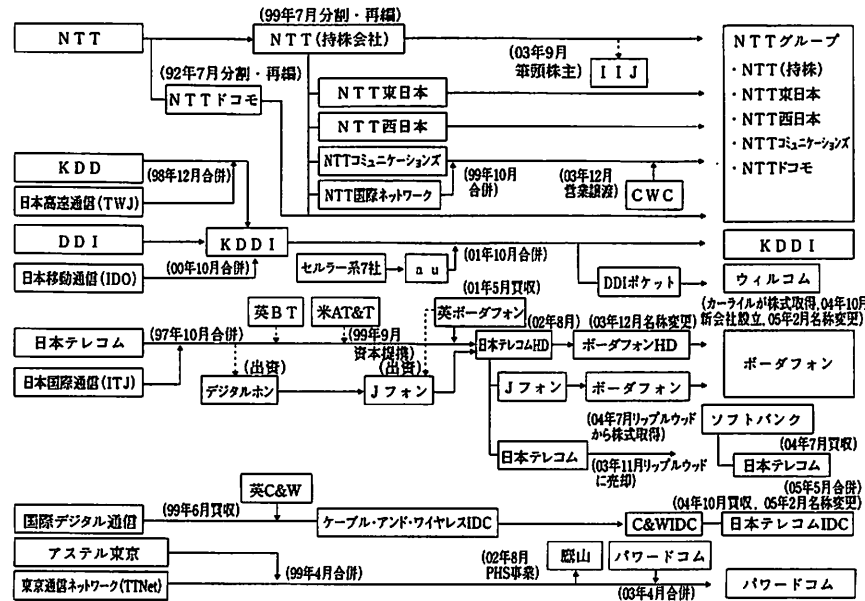 (99年7月分割・再編)
NTT
NTT(持株会社)
NTTグループ
・NTT(持株)
・NTT東日本
・NTT西日本
・NTTコミュニケーションズ
・NTTドコモ
(03年9月
筆頭株主)
IIJ
(92年7月分割・再編)
NTTドコモ
NTT東日本
NTT西日本
NTTコミュニケーションズ
NTT国際ネットワーク
(99年10月
合併)
(03年12月
営業譲渡)
CWC
KDD
(98年12月合併)
日本高速通信(TWJ)
DDI
KDDI
KDDI
日本移動通信(IDO)
(00年10月合併)
セルラー系7社
au
(01年10月合併)
DDIポケット
ウィルコム
(カーライルが株式取得,04年10月
新会社設立,05年2月名称変更)
(01年5月買収)
英BT
米AT&T
英ボーダフォン
日本テレコム
(97年10月合併)
(99年9月
資本提携)
(02年8月)
(03年12月名称変更)
日本テレコムHD
ボーダフォンHD
ボーダフォン
日本国際通信(ITJ)
(出資)
(出資)
デジタルホン
Jフォン
Jフォン
ボーダフォン
(04年7月リップルウッド
から株式取得)
ソフトバンク
(04年7月買収)
日本テレコム
(03年11月リップルウッド
に売却)
日本テレコム
(05年5月合併)
英C&W
(99年6月買収)
(04年10月買収,05年2月名称変更)
国際デジタル通信
ケーブル・アンド・ワイヤレスIDC
C&WIDC
日本テレコムIDC
アステル東京
(02年8月
PHS事業)
鷹山
パワードコム
東京通信ネットワーク(TTNet)
(99年4月合併)
(03年4月合併)
パワードコム